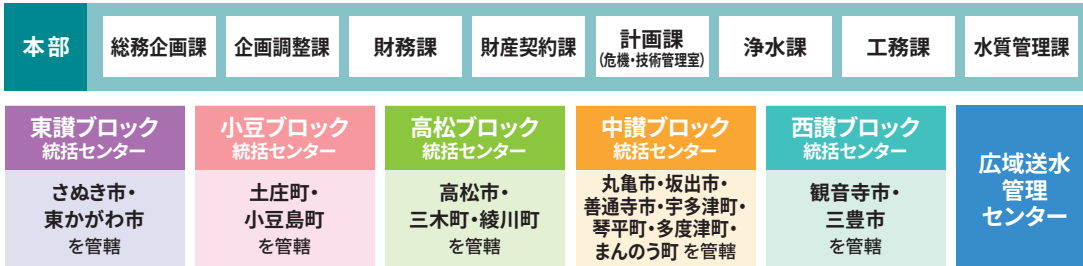 本部
総務企画課
企画調整課
財務課
財産契約課
計画課
(危機・技術管理室)
浄水課
工務課
水質管理課
東讃ブロック
統括センター
さぬき市・
東かがわ市
を管轄
小豆ブロック
統括センター
土庄町・
小豆島町
を管轄
高松ブロック
統括センター
高松市・
三木町・綾川町
を管轄
中讃ブロック
統括センター
丸亀市・坂出市・
善通寺市・宇多津町・
琴平町・多度津町・
まんのう町 を管轄
西讃ブロック
統括センター
観音寺市・
三豊市
を管轄
広域送水
管理
センター